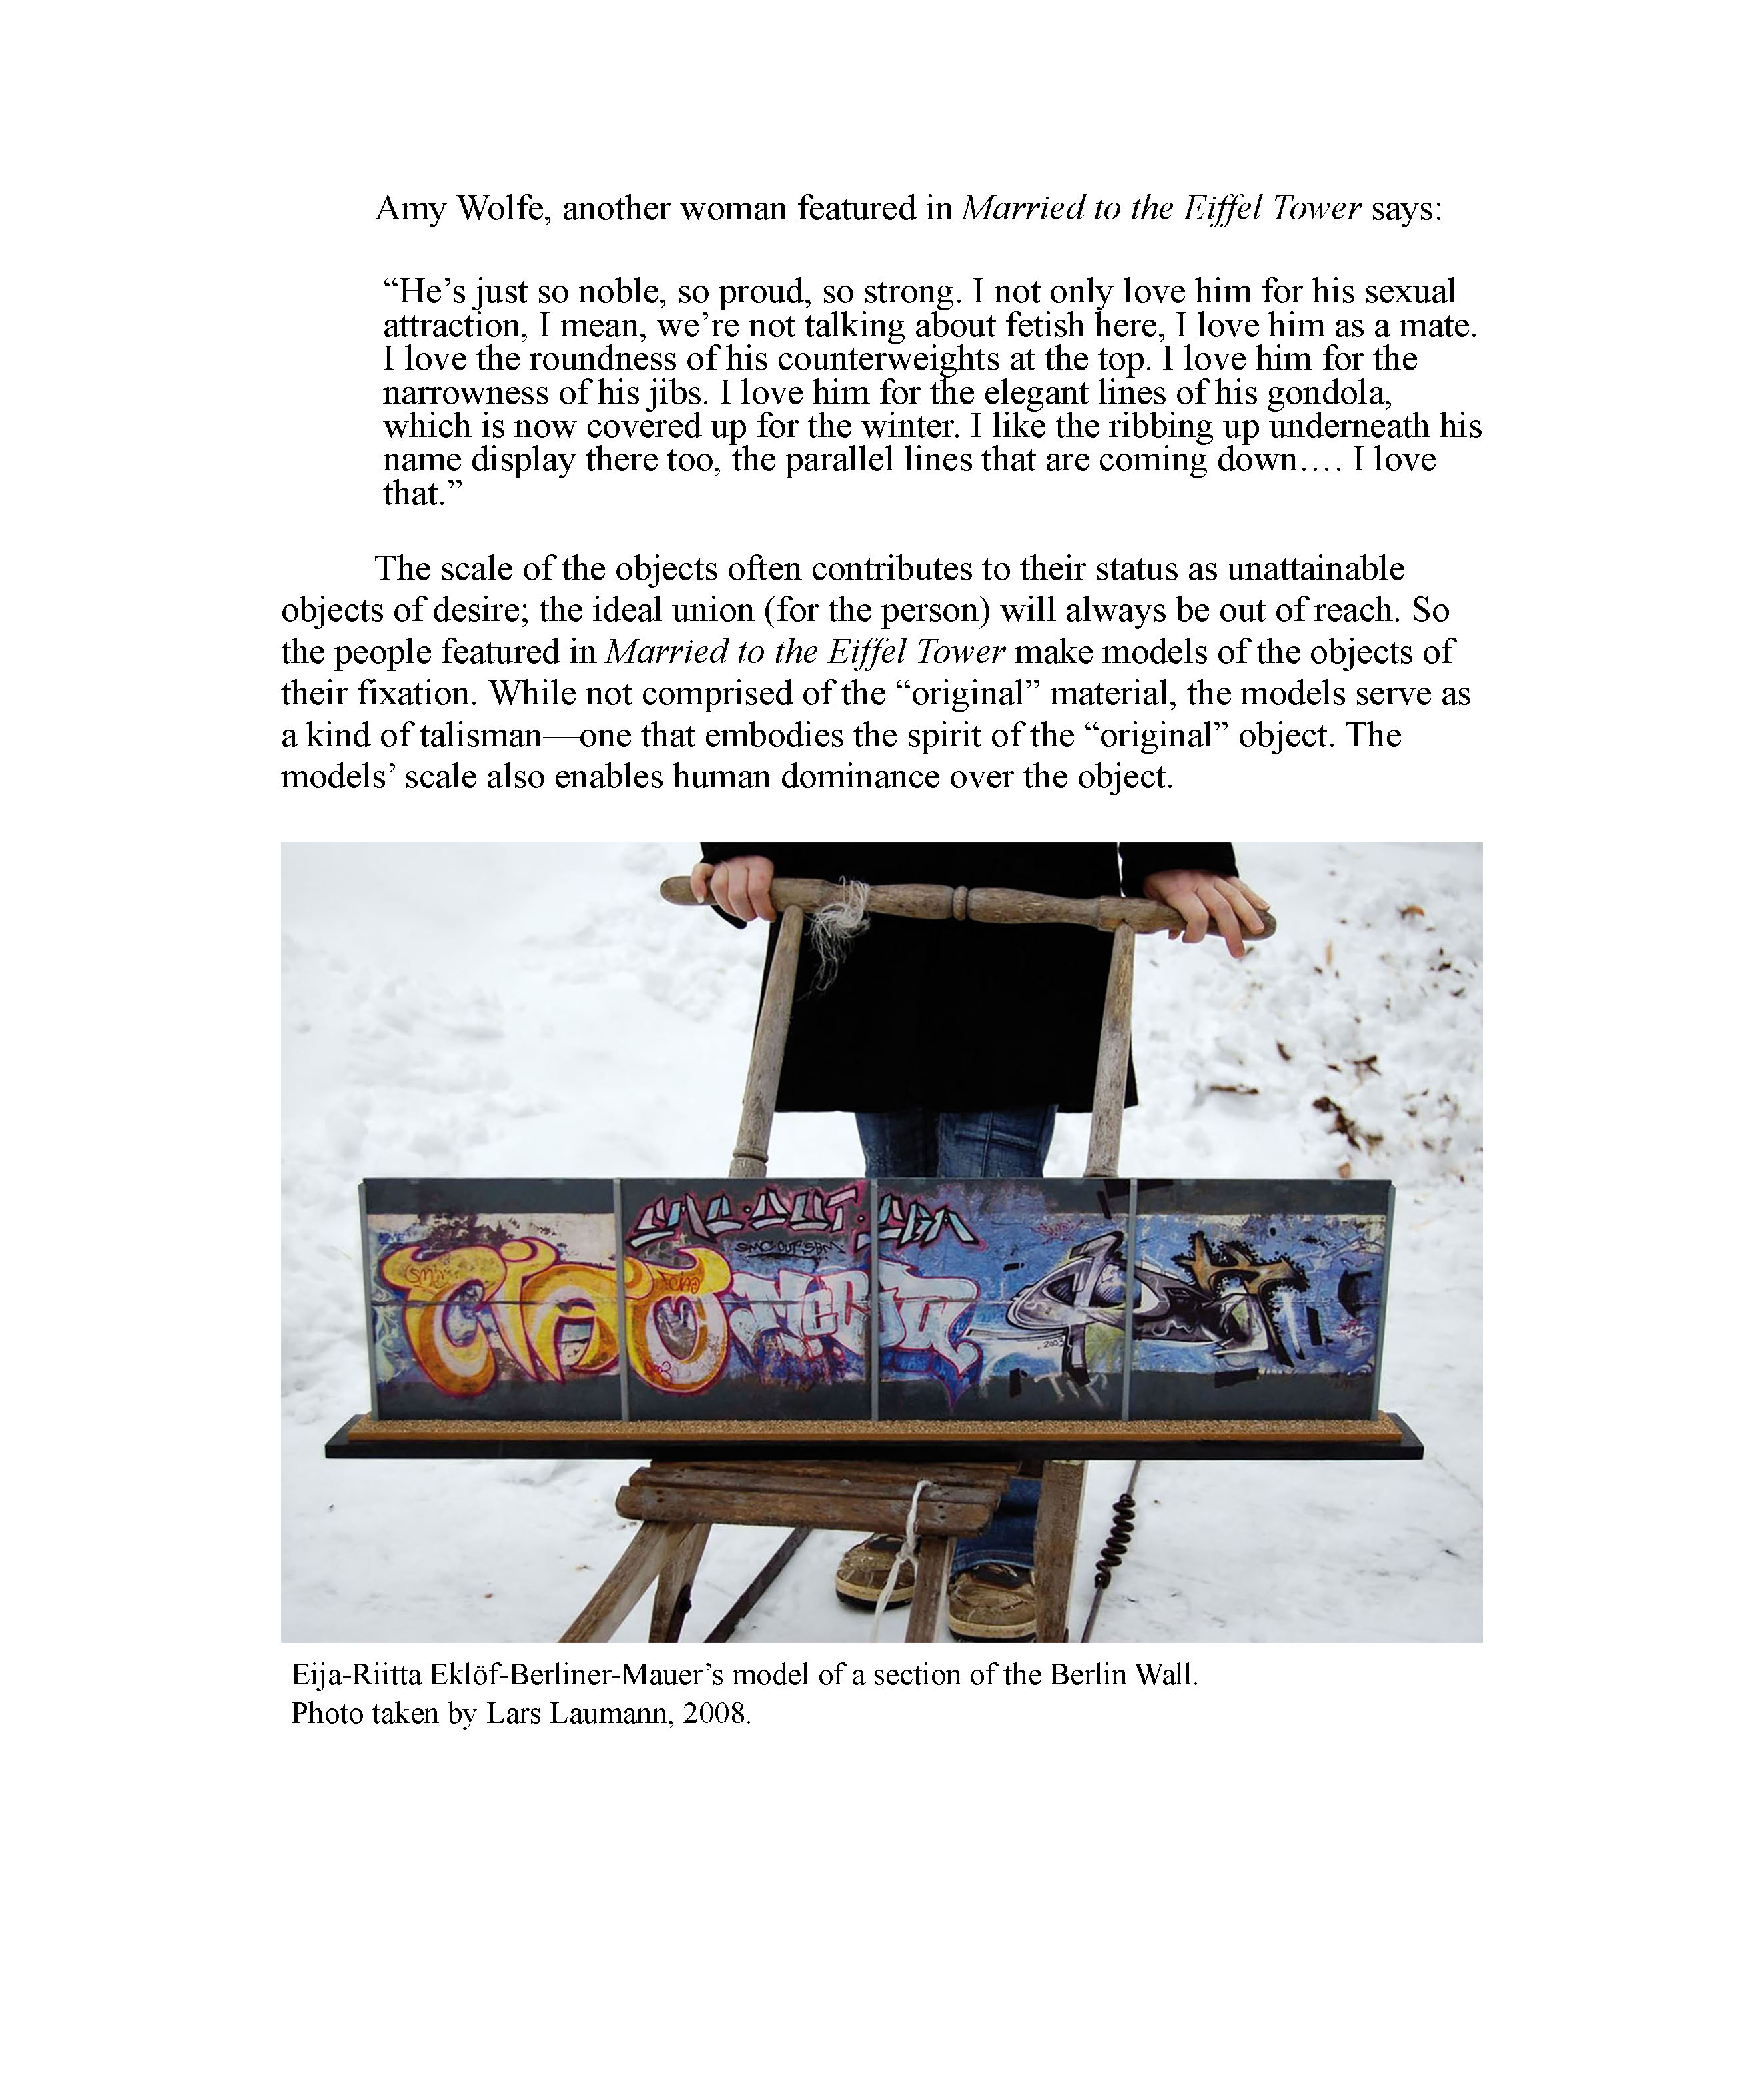 Amy Wolfe, another woman featured in Married to the Eiffel Tower says:
“He’s just so noble, so proud, so strong. I not only love him for his sexual
attraction, I mean, we’re not talking about fetish here, I love him as a mate.
I love the roundness of his counterweights at the top. I love him for the
narrowness of his jibs. I love him for the elegant lines of his gondola,
which is now covered up for the winter. I like the ribbing up underneath his
name display there too, the parallel lines that are coming down…. I love
that.”
The scale of the objects often contributes to their status as unattainable
objects of desire; the ideal union (for the person) will always be out of reach. So
the people featured in Married to the Eiffel Tower make models of the objects of
their fixation. While not comprised of the “original” material, the models serve as
a kind of talisman—one that embodies the spirit of the “original” object. The
models’ scale also enables human dominance over the object.
SMC·OUT·SBM
CIAO
Eija-Riitta Eklöf-Berliner-Mauer’s model of a section of the Berlin Wall.
Photo taken by Lars Laumann, 2008.